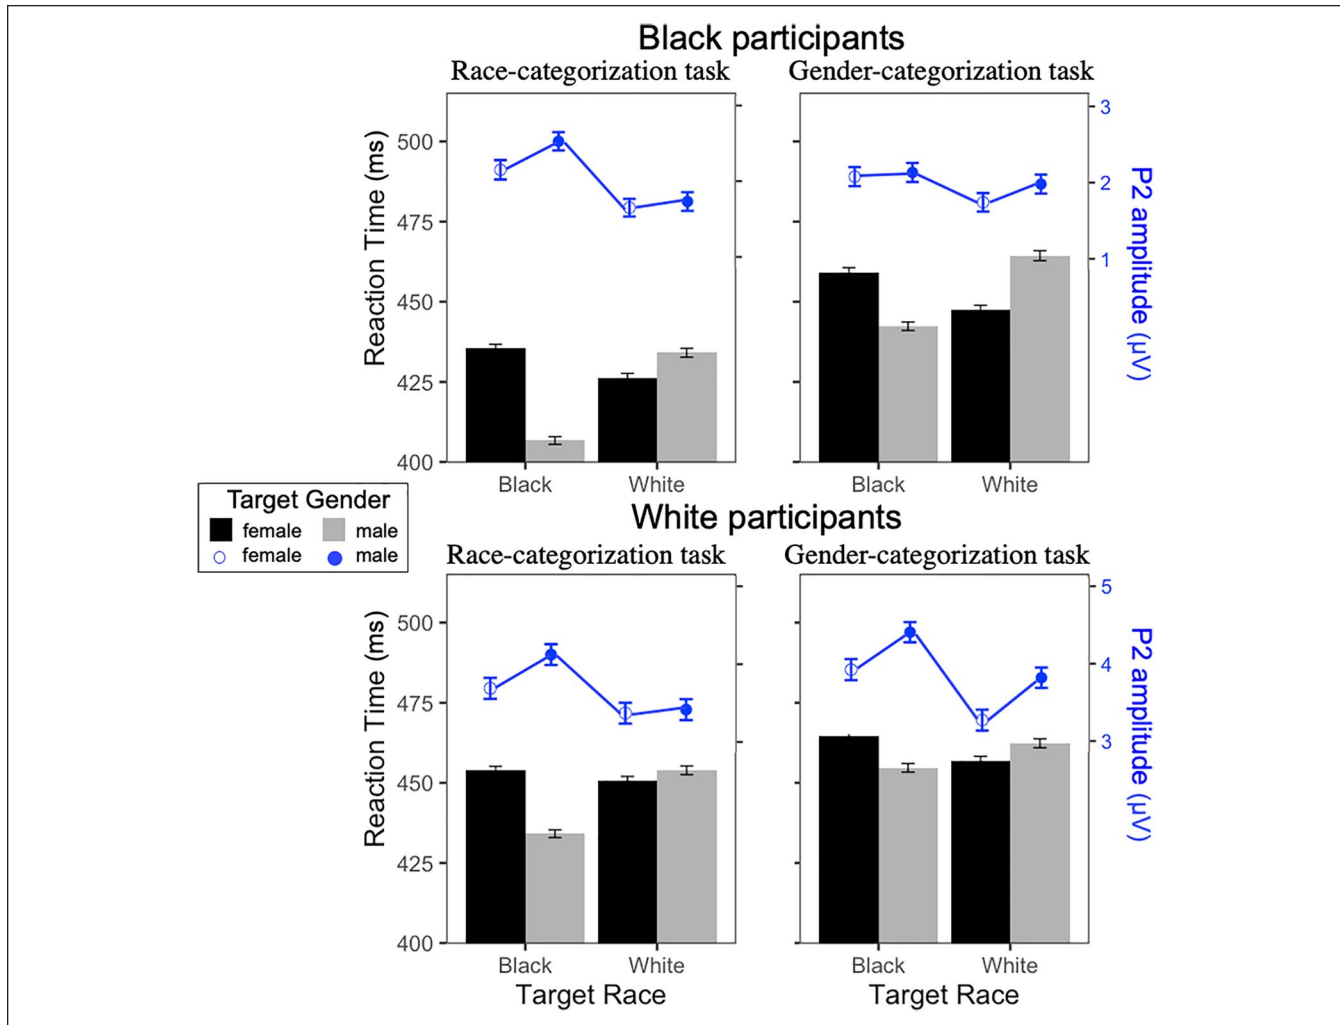 Black participants
Race-categorization task Gender-categorization task
500
475
450
425
400
Reaction Time (ms)
3
2
1
P2 amplitude (µV)
Black White Black White
Target Gender
female male
female male
White participants
Race-categorization task Gender-categorization task
500
475
450
425
400
Reaction Time (ms)
5
4
3
P2 amplitude (µV)
Black White Black White
Target Race Target Race